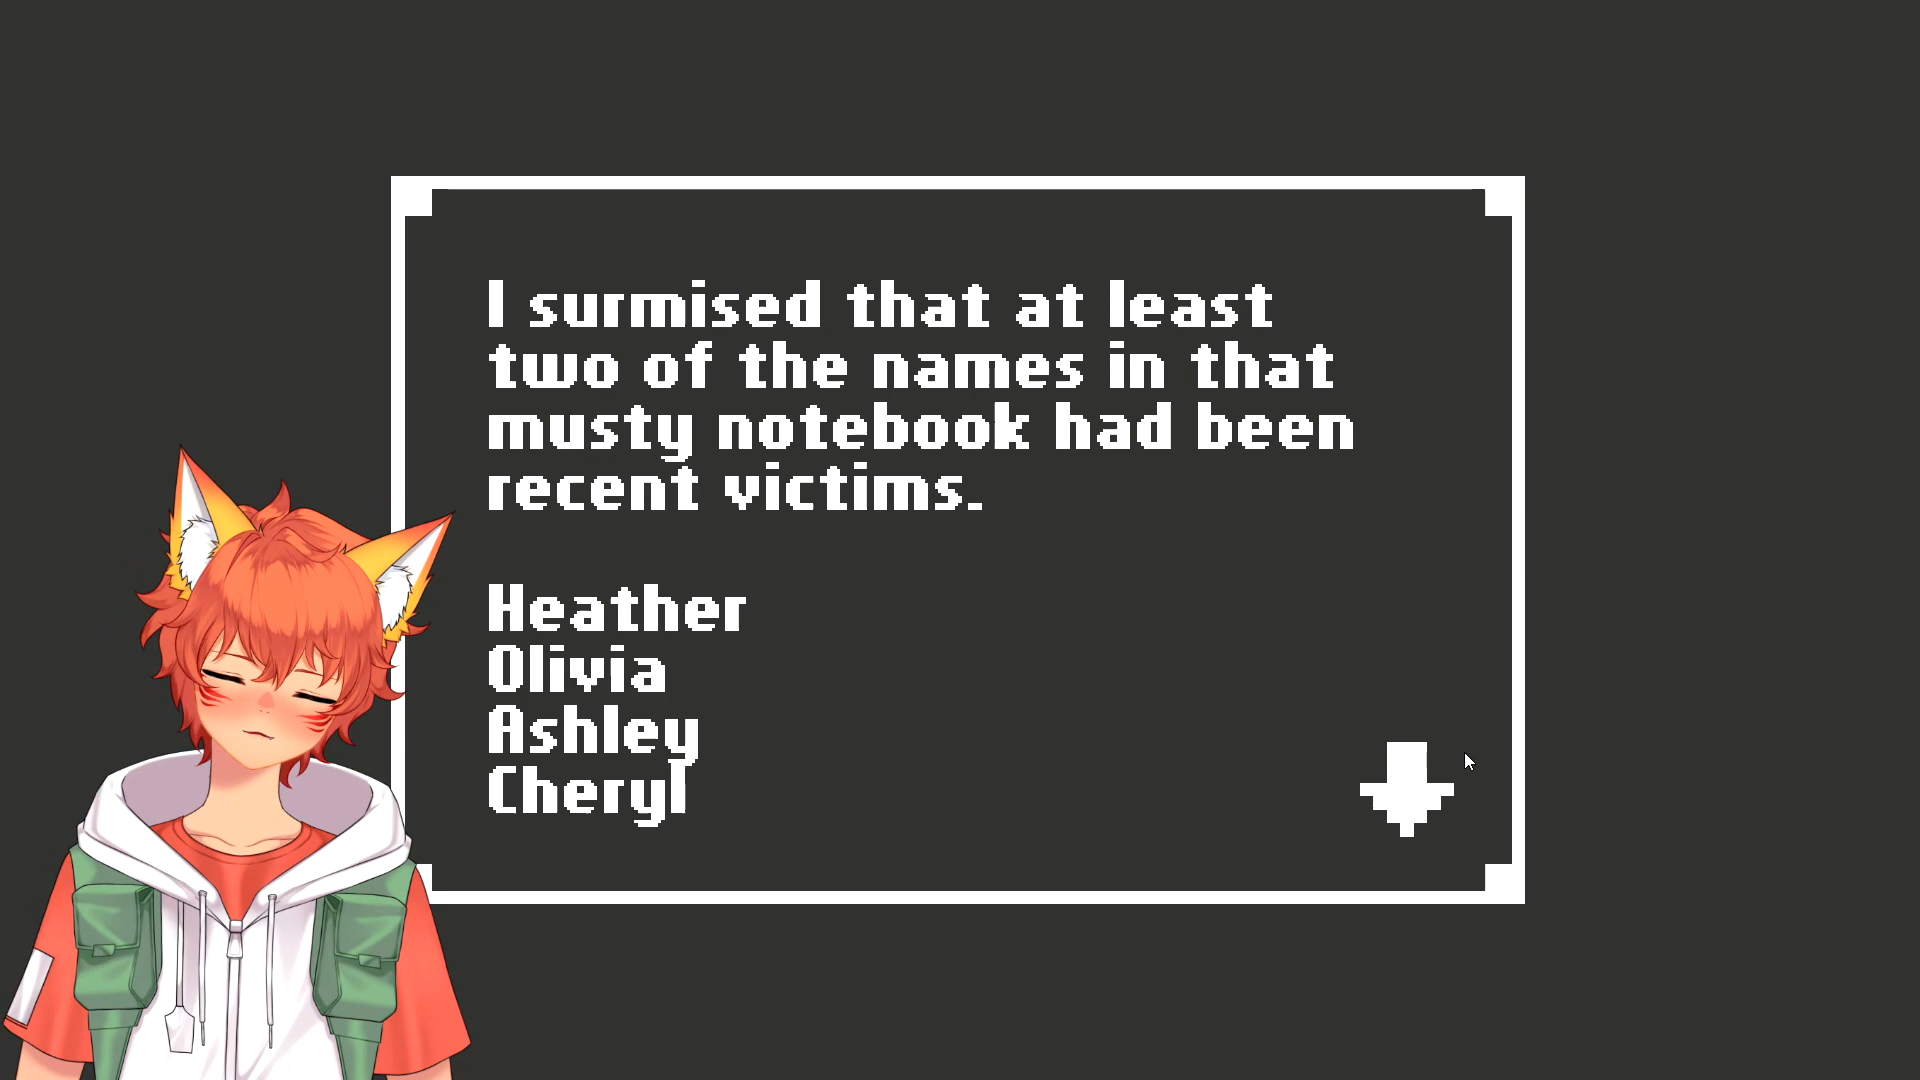 I surmised that at least
two of the names in that
musty notebook had been
recent victims.
Heather
Olivia
Ashley
Cheryl